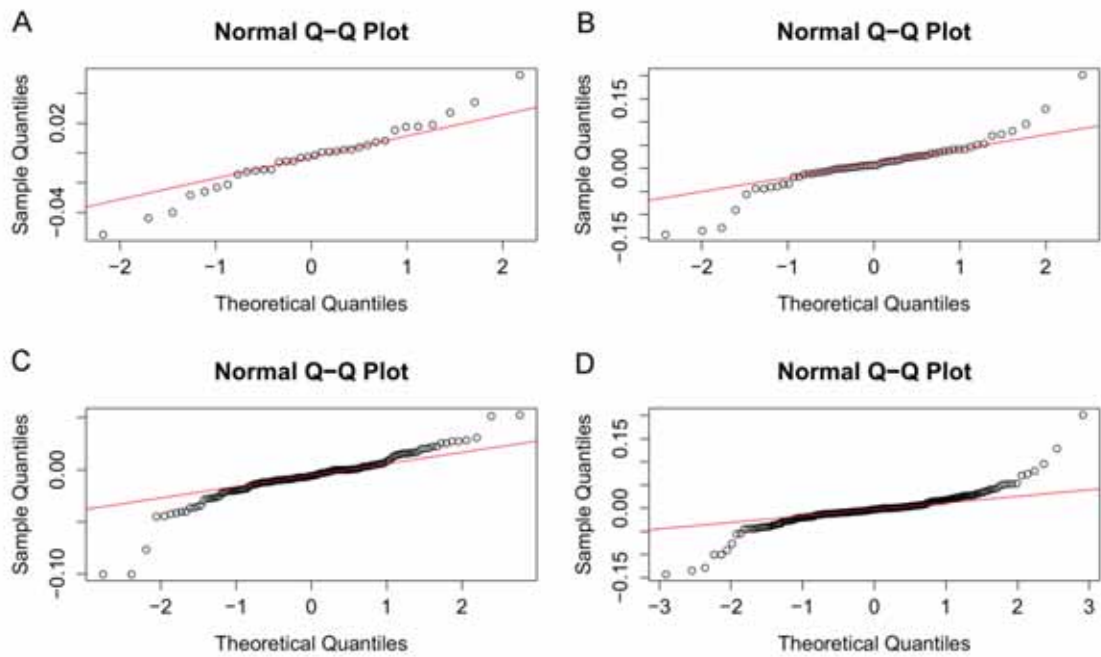 A
Normal Q−Q Plot
Sample Quantiles
0.02
−0.04
−2
−1
0
1
2
Theoretical Quantiles
B
Normal Q−Q Plot
Sample Quantiles
0.15
0.00
−0.15
−2
−1
0
1
2
Theoretical Quantiles
C
Normal Q−Q Plot
Sample Quantiles
0.00
−0.10
−2
−1
0
1
2
Theoretical Quantiles
D
Normal Q−Q Plot
Sample Quantiles
0.15
0.00
−0.15
−3
−2
−1
0
1
2
3
Theoretical Quantiles